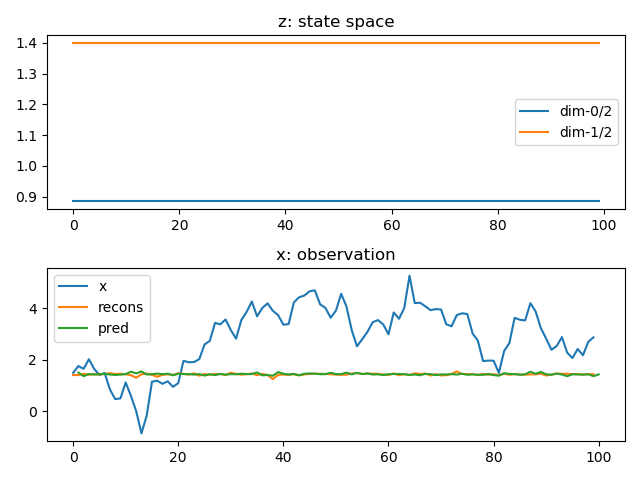 z: state space
1.4
1.3
1.2
1.1
1.0
0.9
dim-0/2
dim-1/2
0 20 40 60 80 100
x: observation
x
recons
pred
4
2
0
0 20 40 60 80 100